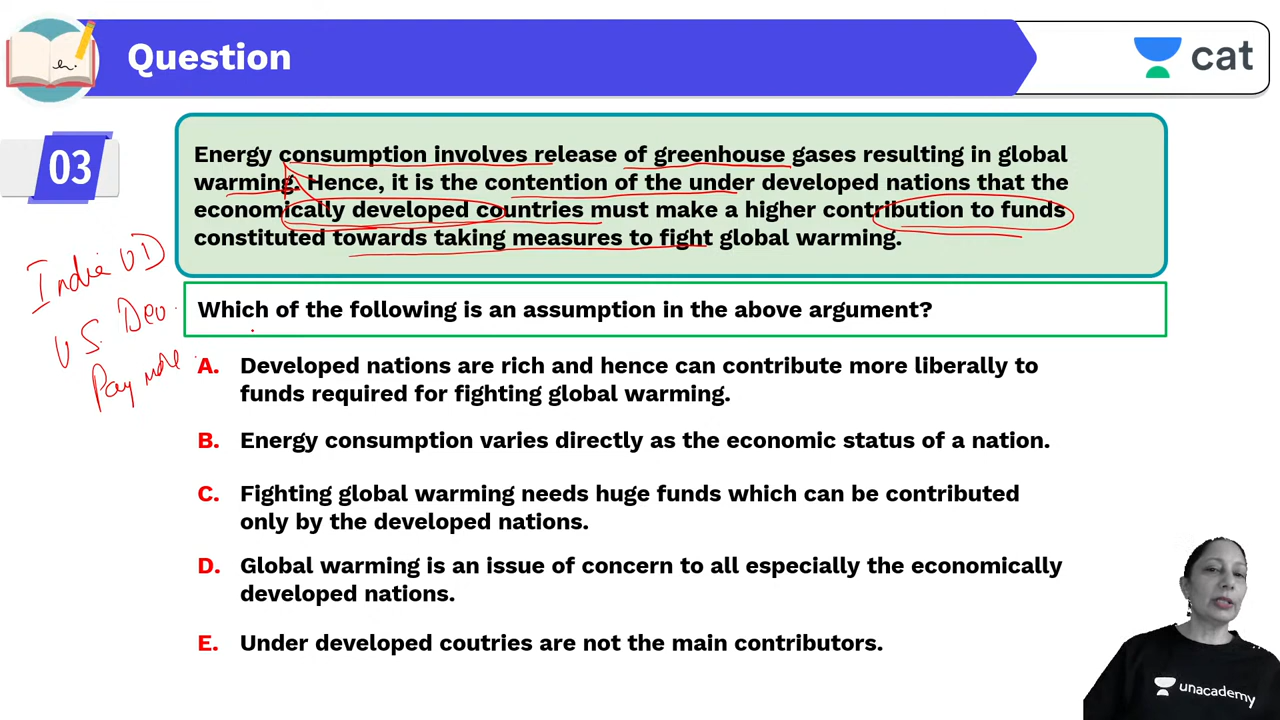 Question
cat
03
Energy consumption involves release of greenhouse gases resulting in global
warming. Hence, it is the contention of the under developed nations that the
economically developed countries must make a higher contribution to funds
constituted towards taking measures to fight global warming.
India UD
US. Dev.
Pay more
Which of the following is an assumption in the above argument?
A. Developed nations are rich and hence can contribute more liberally to
funds required for fighting global warming.
B. Energy consumption varies directly as the economic status of a nation.
C. Fighting global warming needs huge funds which can be contributed
only by the developed nations.
D. Global warming is an issue of concern to all especially the economically
developed nations.
E. Under developed coutries are not the main contributors.
unacademy